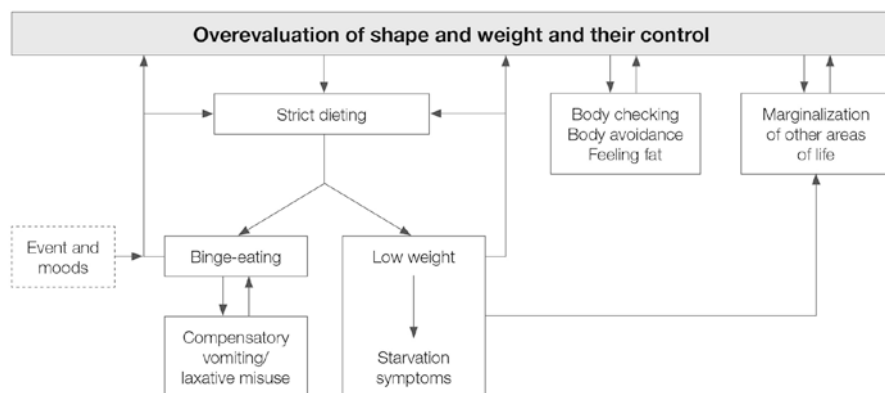 Overevaluation of shape and weight and their control
Strict dieting
Body checking
Body avoidance
Feeling fat
Marginalization
of other areas
of life
Event and
moods
Binge-eating
Low weight
Compensatory
vomiting/
laxative misuse
Starvation
symptoms